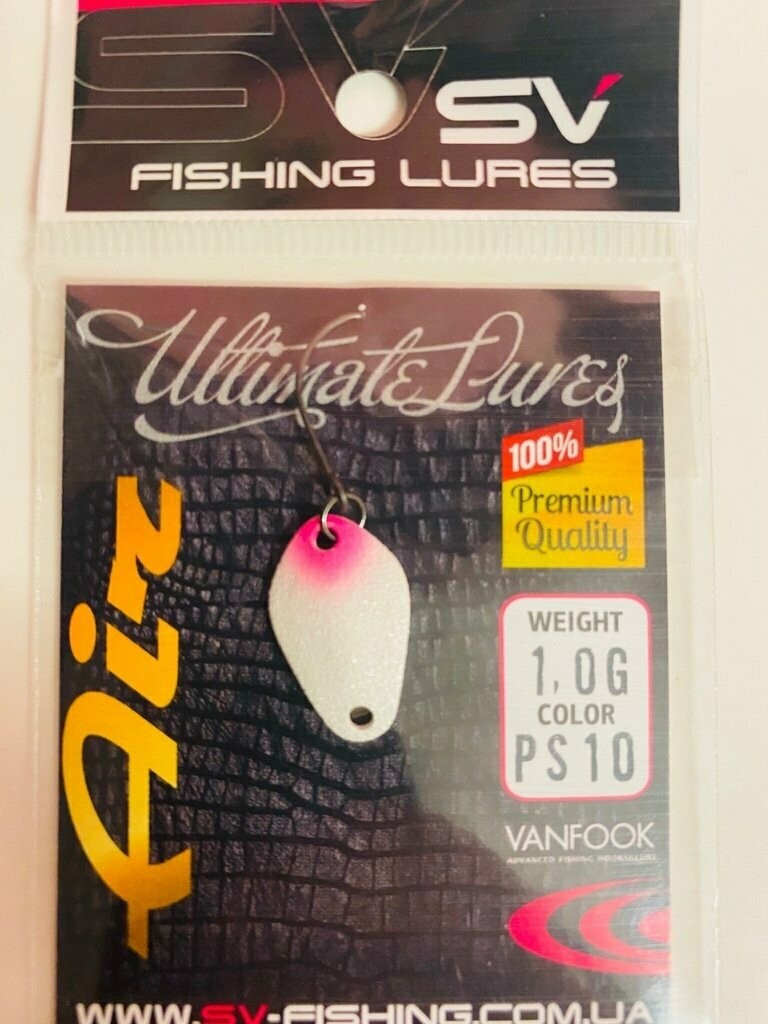 SV
SV
FISHING LURES
Ultimate Lures
100%
Premium
Quality
Air
WEIGHT
1,0G
COLOR
PS10
VANFOOK
ADVANCED FISHING HOOKS&LURE
WWW.SV-FISHING.COM.UA